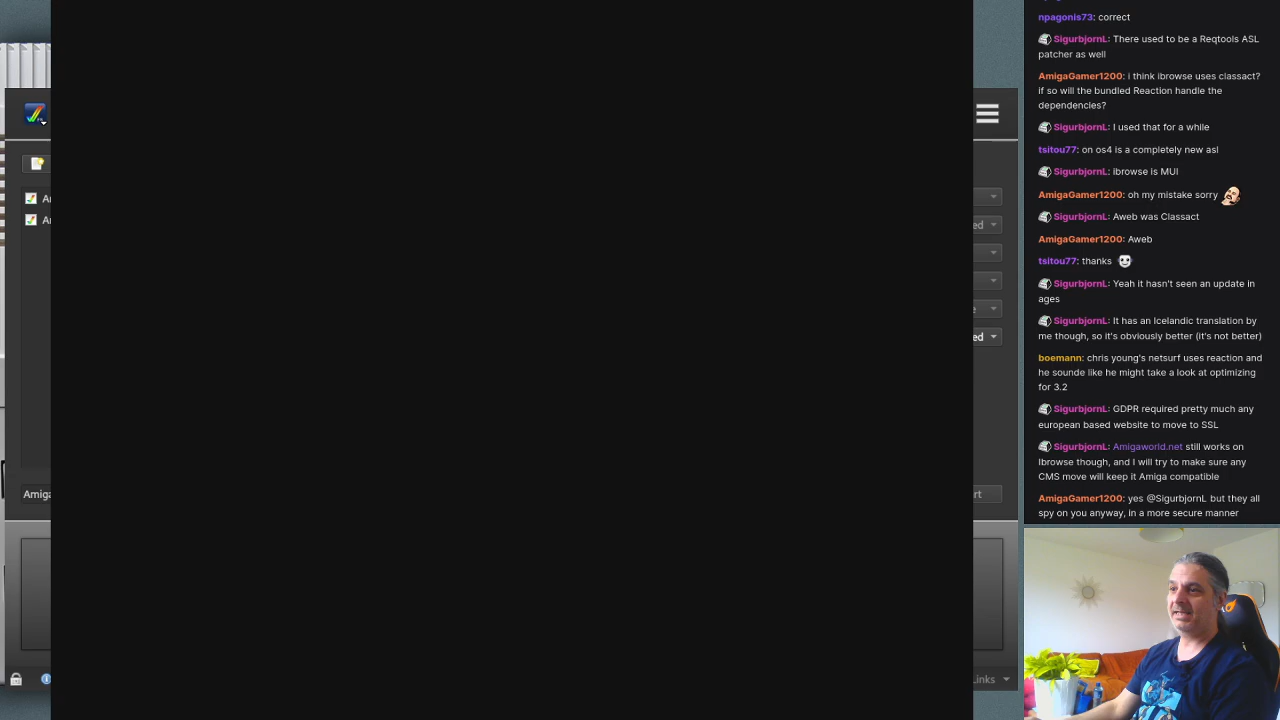 npagonis73: correct
SigurbjornL: There used to be a Reqtools ASL
patcher as well
AmigaGamer1200: i think ibrowse uses classact?
if so will the bundled Reaction handle the
dependencies?
SigurbjornL: I used that for a while
tsitou77: on os4 is a completely new asl
SigurbjornL: ibrowse is MUI
AmigaGamer1200: oh my mistake sorry
SigurbjornL: Aweb was Classact
AmigaGamer1200: Aweb
tsitou77: thanks
SigurbjornL: Yeah it hasn't seen an update in
ages
SigurbjornL: It has an Icelandic translation by
me though, so it's obviously better (it's not better)
boemann: chris young's netsurf uses reaction and
he sounde like he might take a look at optimizing
for 3.2
SigurbjornL: GDPR required pretty much any
european based website to move to SSL
SigurbjornL: Amigaworld.net still works on
Ibrowse though, and I will try to make sure any
CMS move will keep it Amiga compatible
AmigaGamer1200: yes @SigurbjornL but they all
spy on you anyway, in a more secure manner
Am
Am
Amiga
ed
e
ed
rt
Links